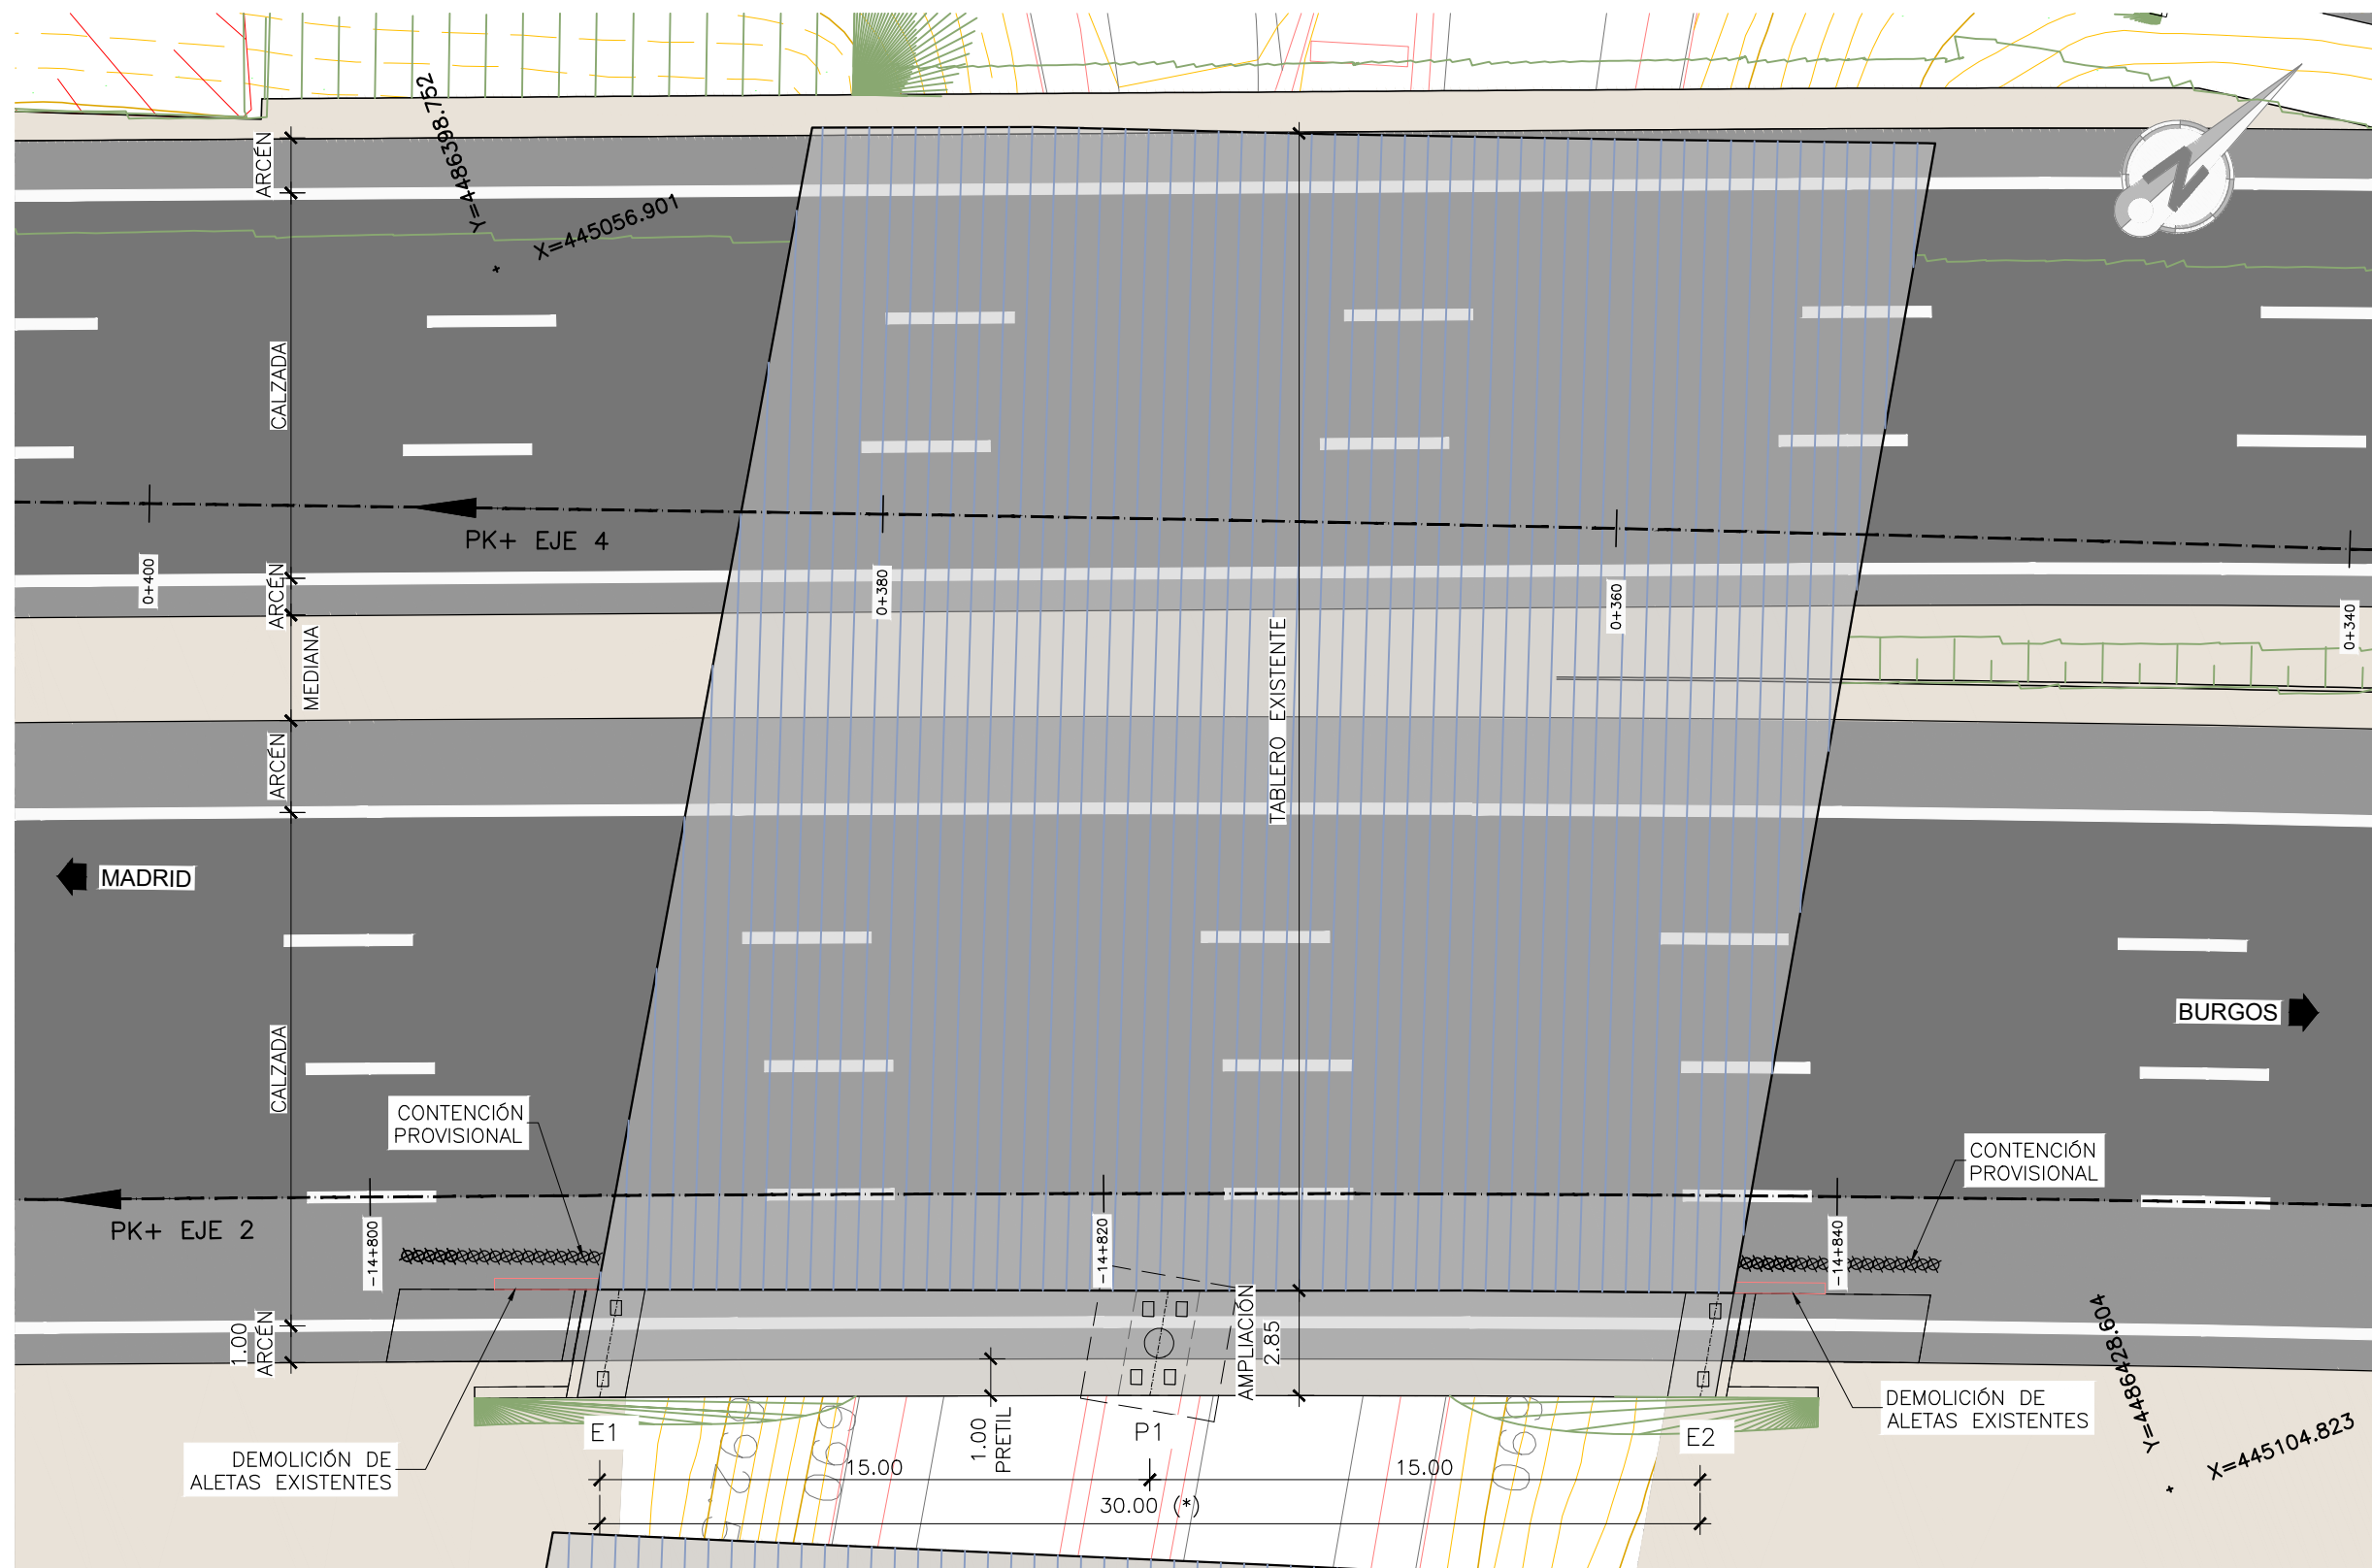 ARCÉN
Y=4486398.752
X=445056.901
CALZADA
PK+ EJE 4
0+400
0+380
0+360
0+340
ARCÉN
MEDIANA
TABLERO EXISTENTE
ARCÉN
MADRID
BURGOS
CALZADA
CONTENCIÓN
PROVISIONAL
CONTENCIÓN
PROVISIONAL
PK+ EJE 2
-14+800
-14+820
-14+840
1.00
ARCÉN
AMPLIACIÓN
2.85
DEMOLICIÓN DE
ALETAS EXISTENTES
DEMOLICIÓN DE
ALETAS EXISTENTES
E1
P1
E2
1.00
PRETIL
15.00
15.00
30.00 (*)
Y=4486428.604
X=445104.823